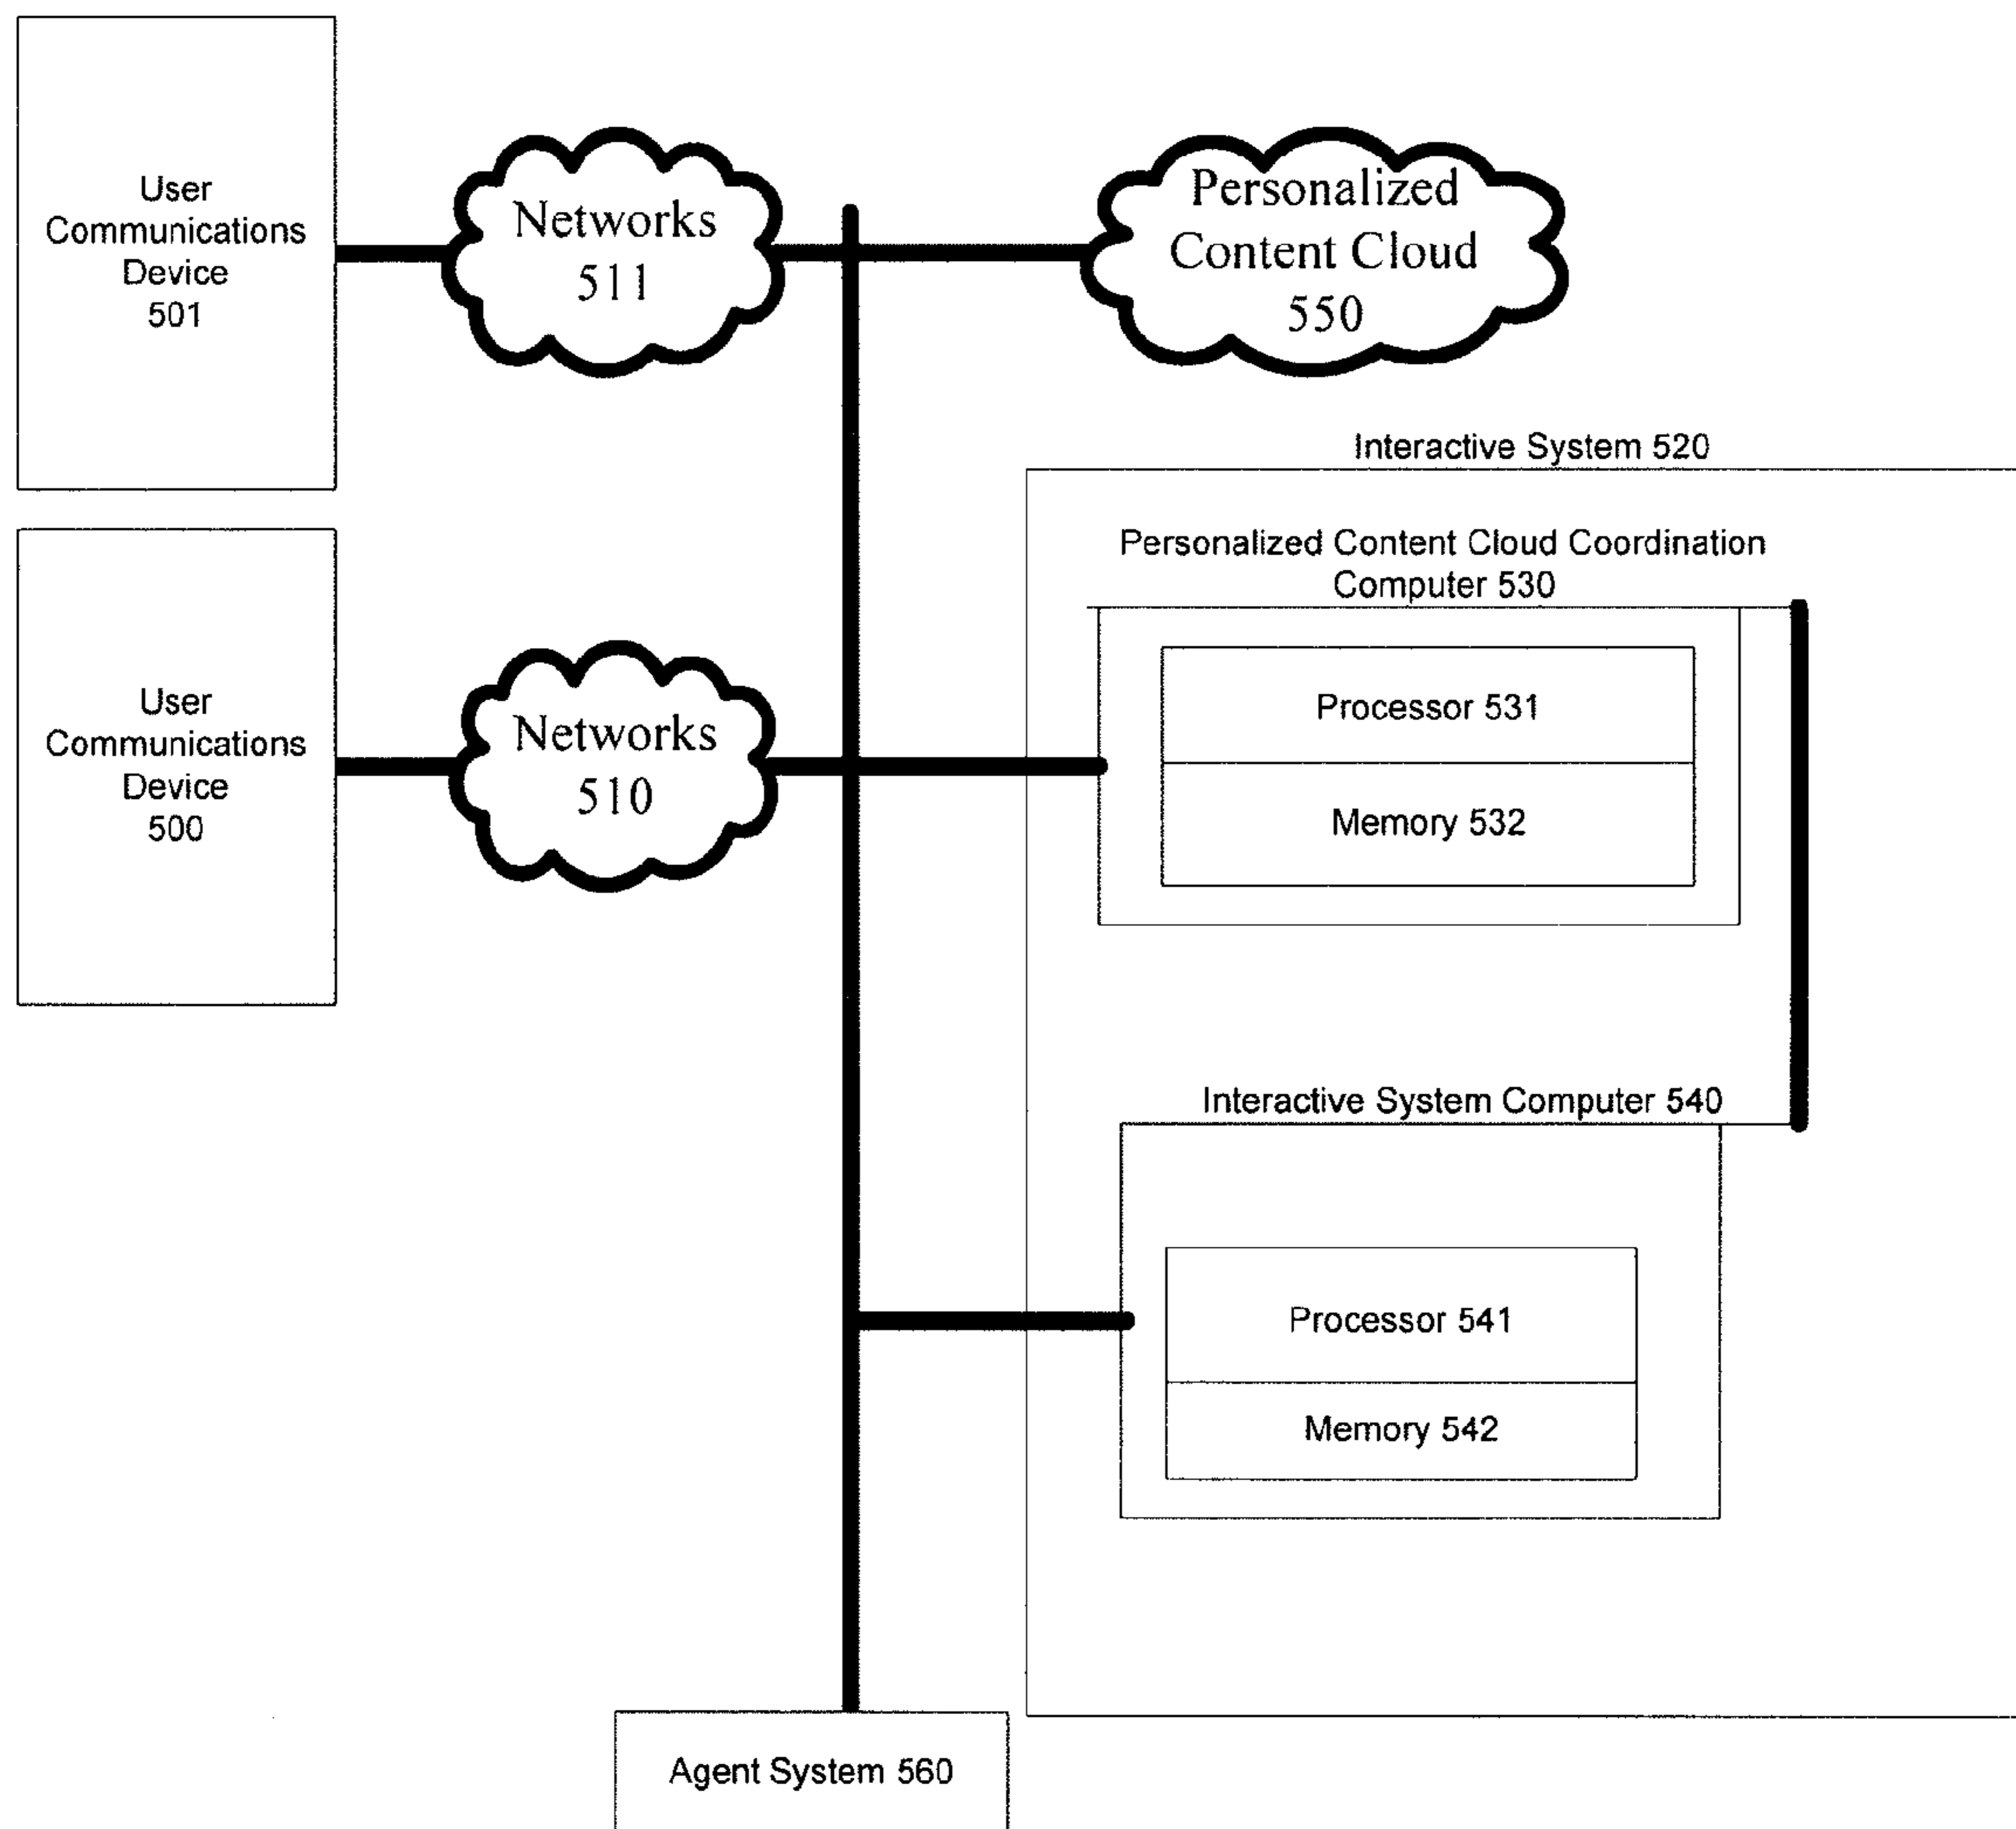 User
Communications
Device
501
Networks
511
Personalized
Content Cloud
550
Interactive System 520
Personalized Content Cloud Coordination
Computer 530
Processor 531
Memory 532
User
Communications
Device
500
Networks
510
Interactive System Computer 540
Processor 541
Memory 542
Agent System 560